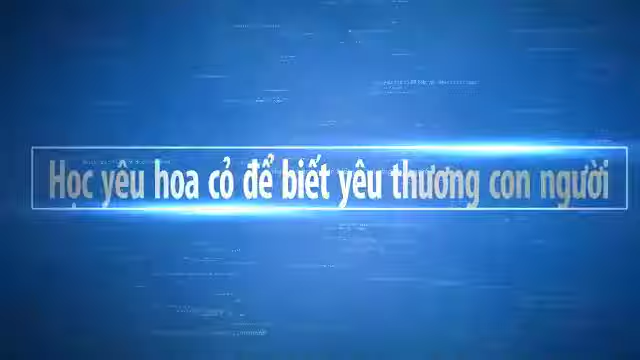 Học yêu hoa cỏ để biết yêu thương con người